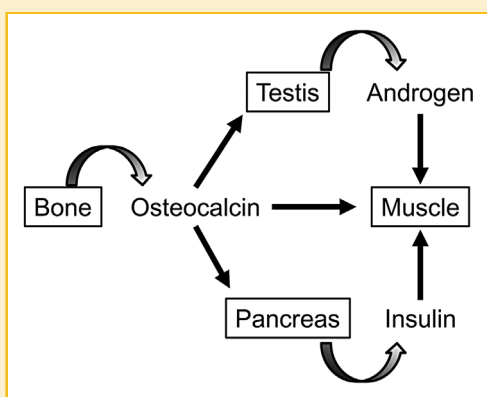 Testis Androgen
Bone Osteocalcin Muscle
Pancreas Insulin